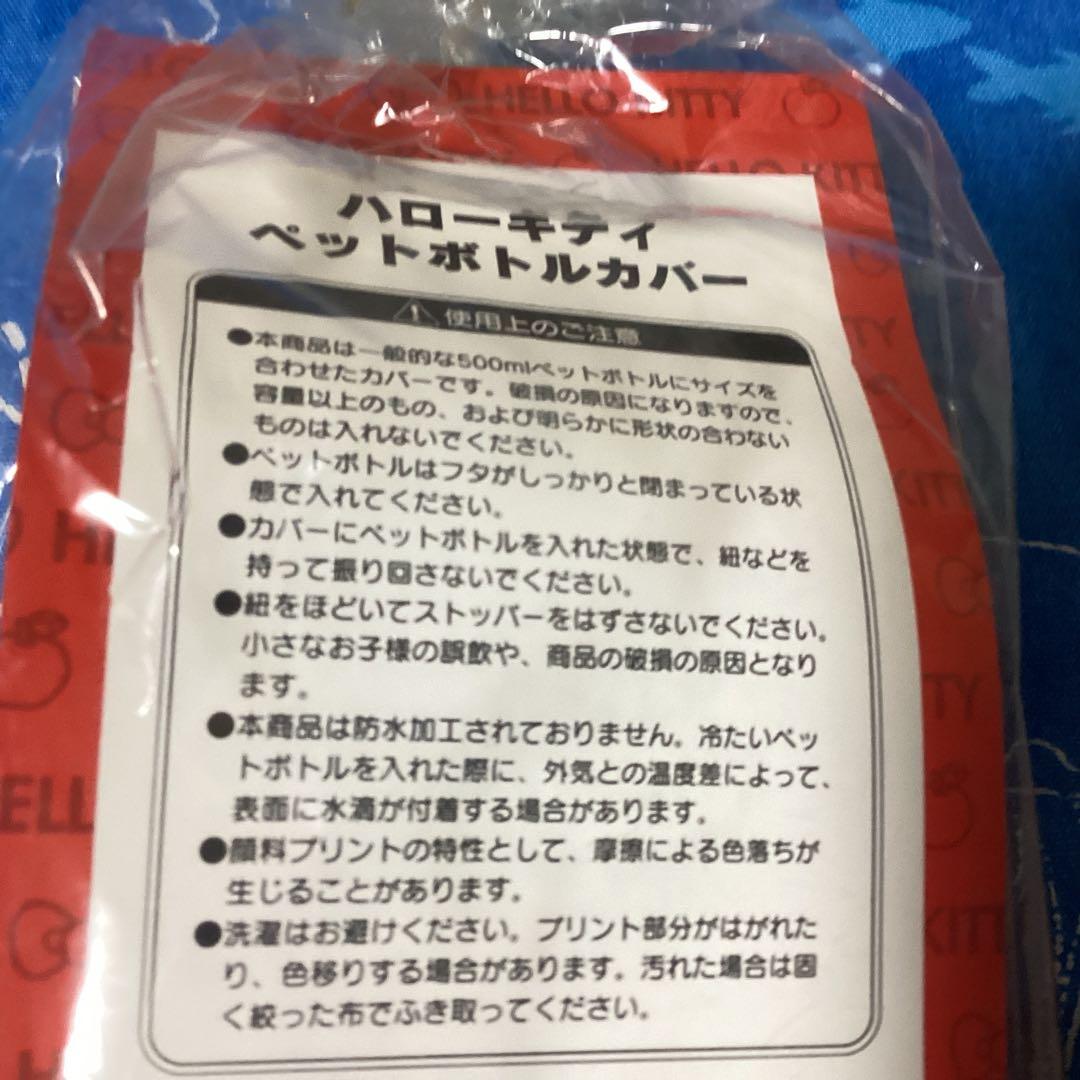 HELLO KITTY
HELLO KITT
ハローキティ
ペットボトルカバー
使用上のご注意
●本商品は一般的な500mlペットボトルにサイズを
合わせたカバーです。破損の原因になりますので、
容量以上のもの、および明らかに形状の合わない
ものは入れないでください。
●ペットボトルはフタがしっかりと閉まっている状
態で入れてください。
●カバーにペットボトルを入れた状態で、紐などを
持って振り回さないでください。
●紐をほどいてストッパーをはずさないでください。
小さなお子様の誤飲や、商品の破損の原因となり
ます。
●本商品は防水加工されておりません。冷たいペッ
トボトルを入れた際に、外気との温度差によって、
表面に水滴が付着する場合があります。
●顔料プリントの特性として、摩擦による色落ちが
生じることがあります。
●洗濯はお避けください。プリント部分がはがれた
り、色移りする場合があります。汚れた場合は固
く絞った布でふき取ってください。
ITTY
KITT
TY
ELL
KITT